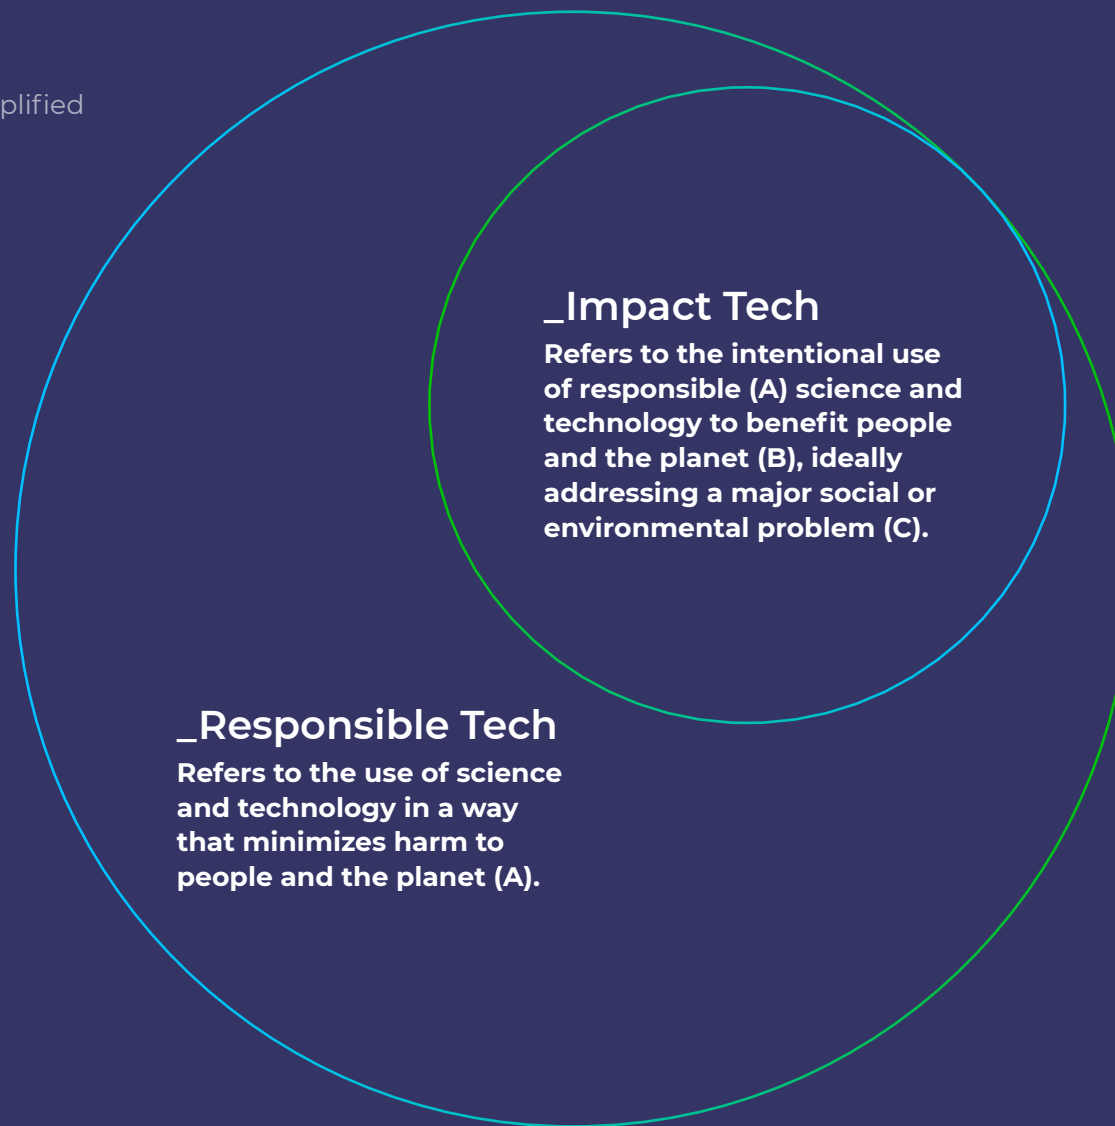 plified
_Impact Tech
Refers to the intentional use
of responsible (A) science and
technology to benefit people
and the planet (B), ideally
addressing a major social or
environmental problem (C).
_Responsible Tech
Refers to the use of science
and technology in a way
that minimizes harm to
people and the planet (A).